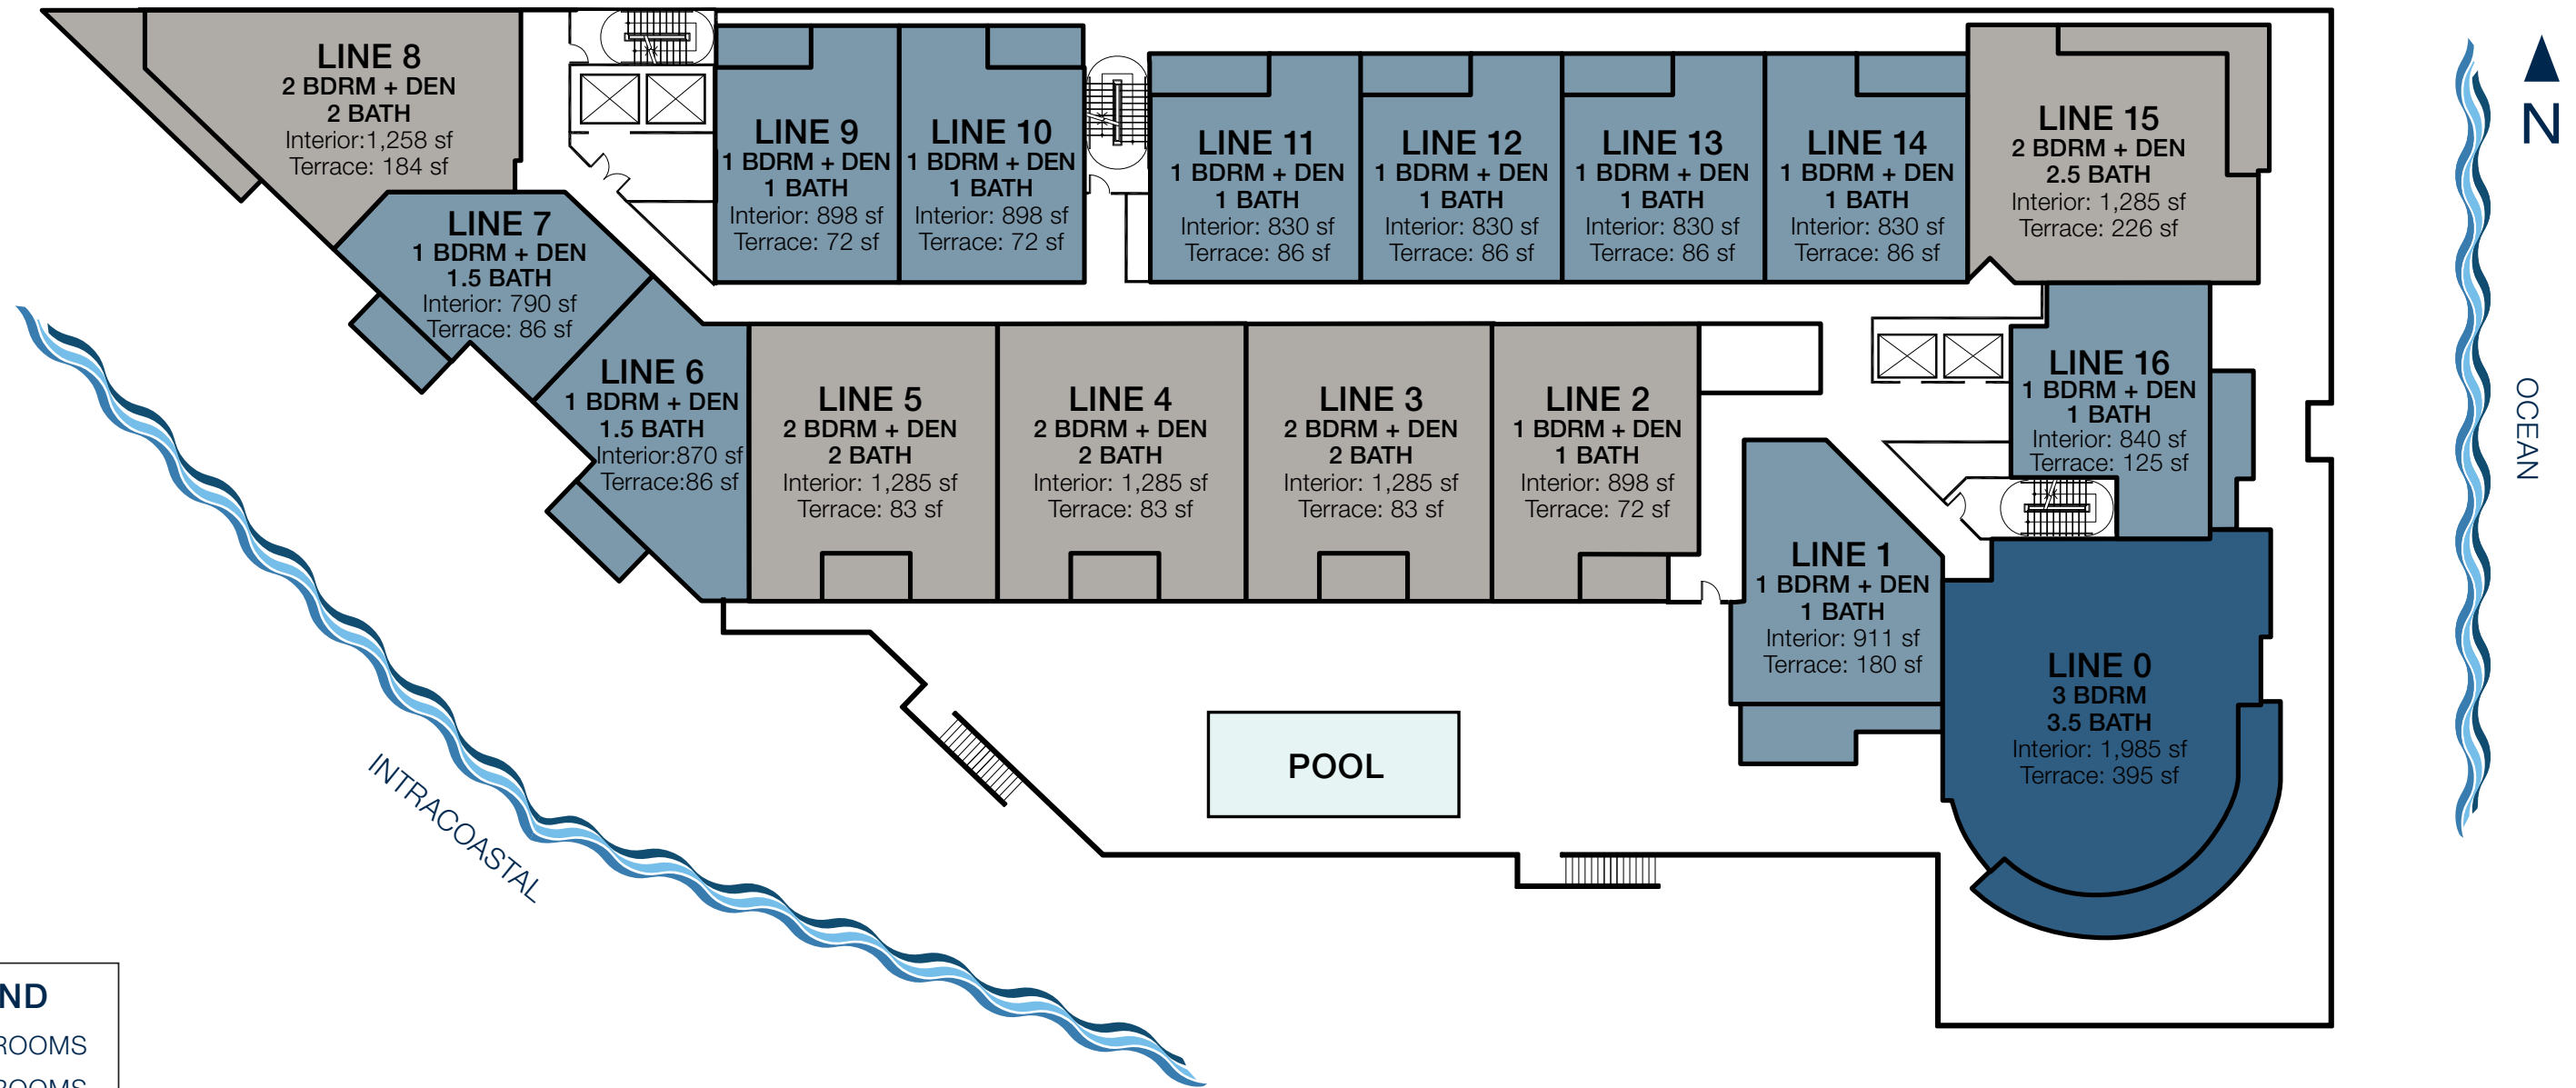 LINE 8
2 BDRM + DEN
2 BATH
Interior:1,258 sf
Terrace: 184 sf
LINE 9
1 BDRM + DEN
1 BATH
Interior: 898 sf
Terrace: 72 sf
LINE 10
1 BDRM + DEN
1 BATH
Interior: 898 sf
Terrace: 72 sf
LINE 11
1 BDRM + DEN
1 BATH
Interior: 830 sf
Terrace: 86 sf
LINE 12
1 BDRM + DEN
1 BATH
Interior: 830 sf
Terrace: 86 sf
LINE 13
1 BDRM + DEN
1 BATH
Interior: 830 sf
Terrace: 86 sf
LINE 14
1 BDRM + DEN
1 BATH
Interior: 830 sf
Terrace: 86 sf
LINE 15
2 BDRM + DEN
2.5 BATH
Interior: 1,285 sf
Terrace: 226 sf
N
LINE 7
1 BDRM + DEN
1.5 BATH
Interior: 790 sf
Terrace: 86 sf
LINE 6
1 BDRM + DEN
1.5 BATH
Interior:870 sf
Terrace:86 sf
LINE 5
2 BDRM + DEN
2 BATH
Interior: 1,285 sf
Terrace: 83 sf
LINE 4
2 BDRM + DEN
2 BATH
Interior: 1,285 sf
Terrace: 83 sf
LINE 3
2 BDRM + DEN
2 BATH
Interior: 1,285 sf
Terrace: 83 sf
LINE 2
1 BDRM + DEN
1 BATH
Interior: 898 sf
Terrace: 72 sf
LINE 16
1 BDRM + DEN
1 BATH
Interior: 840 sf
Terrace: 125 sf
OCEAN
LINE 1
1 BDRM + DEN
1 BATH
Interior: 911 sf
Terrace: 180 sf
LINE 0
3 BDRM
3.5 BATH
Interior: 1,985 sf
Terrace: 395 sf
POOL
INTRACOASTAL
ND
ROOMS
ROOMS